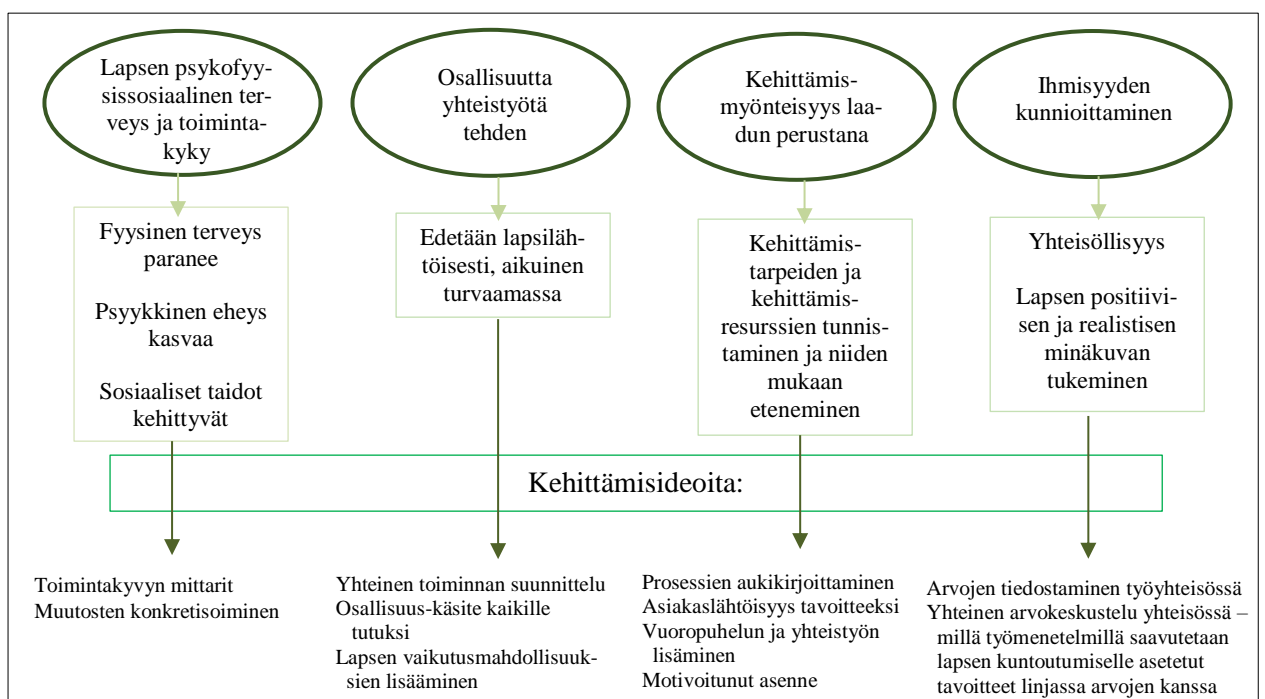 Lapsen psykofyy-
sissosiaalinen ter-
veys ja toiminta-
kyky
Osallisuutta
yhteistyötä
tehden
Kehittämis-
myönteisyys laa-
dun perustana
Ihmisyyden
kunnioittaminen
Fyysinen terveys
paranee
Psyykkinen eheys
kasvaa
Sosiaaliset taidot
kehittyvät
Edetään lapsiläh-
töisesti, aikuinen
turvaamassa
Kehittämis-
tarpeiden ja
kehittämis-
resurssien tunnis-
taminen ja niiden
mukaan
eteneminen
Yhteisöllisyys
Lapsen positiivi-
sen ja realistisen
minäkuvan
tukeminen
Kehittämisideoita:
Toimintakyvyn mittarit
Muutosten konkretisoiminen
Yhteinen toiminnan suunnittelu
Osallisuus-käsite kaikille
tutuksi
Lapsen vaikutusmahdollisuuk-
sien lisääminen
Prosessien aukikirjoittaminen
Asiakaslähtöisyys tavoitteeksi
Vuoropuhelun ja yhteistyön
lisäminen
Motivoitunut asenne
Arvojen tiedostaminen työyhteisössä
Yhteinen arvokeskustelu yhteisössä –
millä työmenetelmillä saavutetaan
lapsen kuntoutumiselle asetetut
tavoitteet linjassa arvojen kanssa